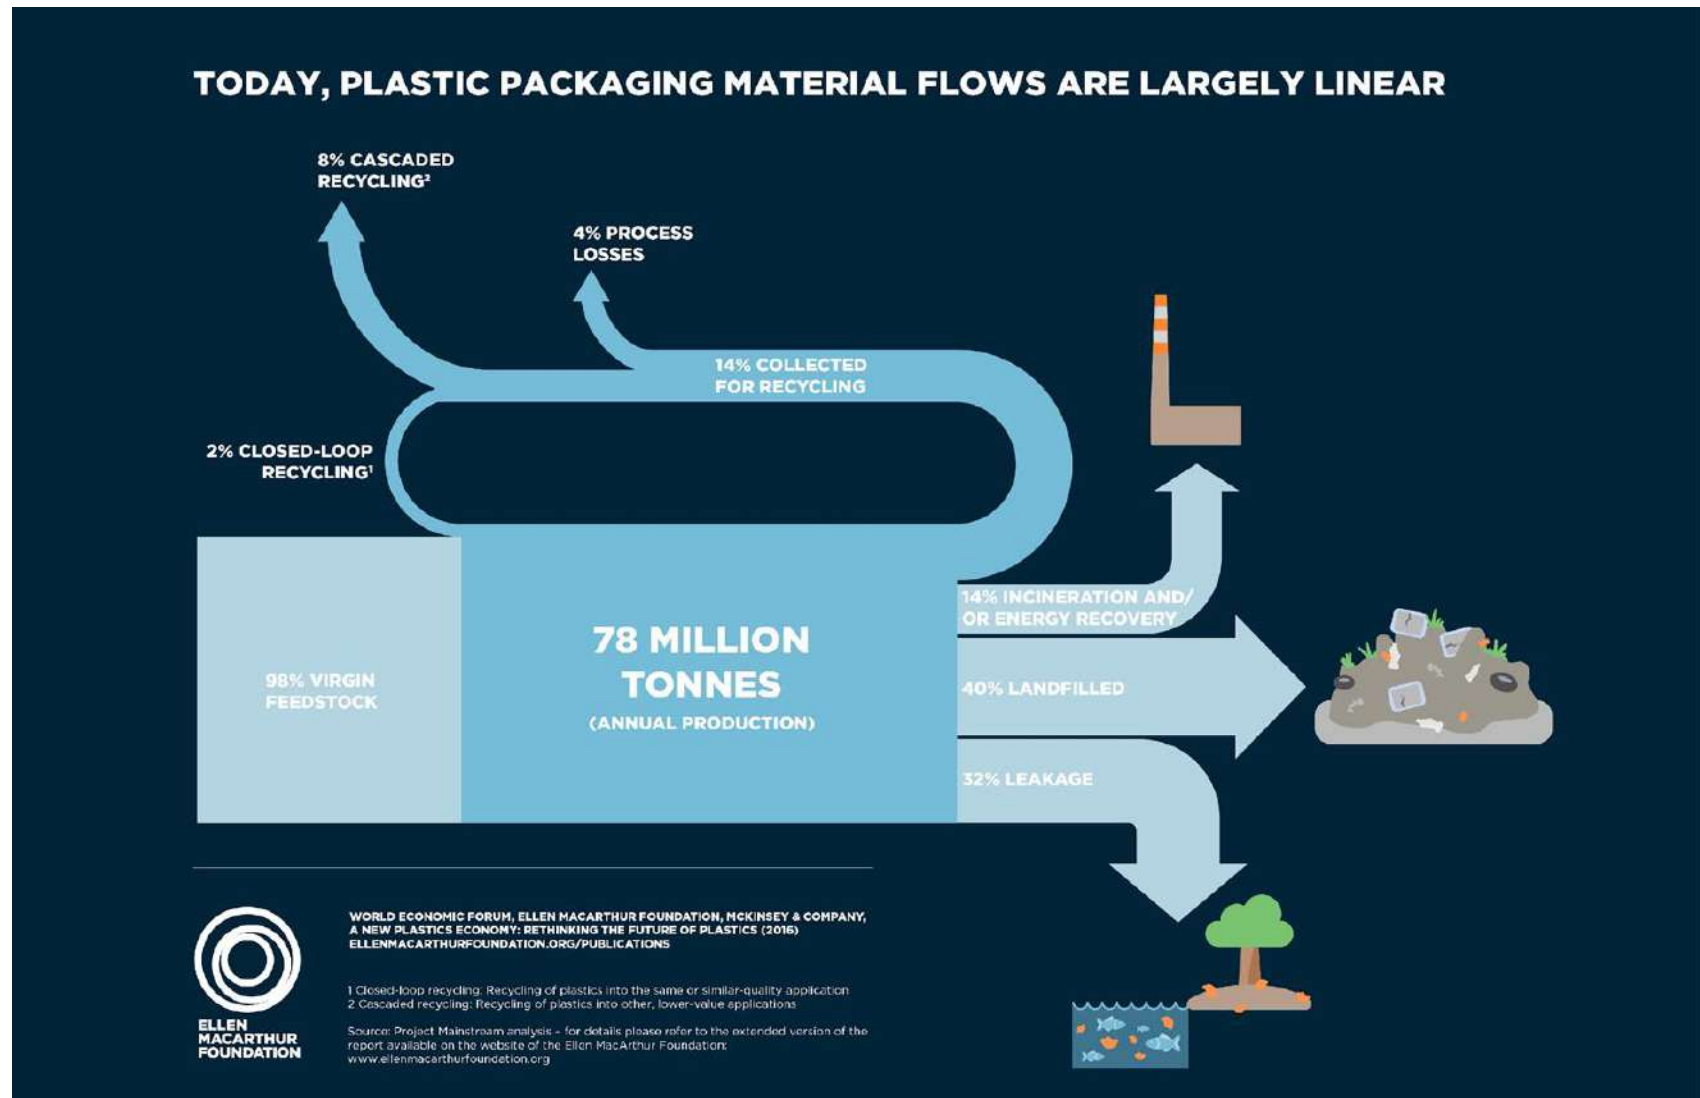 TODAY, PLASTIC PACKAGING MATERIAL FLOWS ARE LARGELY LINEAR
8% CASCADED
RECYCLING²
4% PROCESS
LOSSES
14% COLLECTED
FOR RECYCLING
2% CLOSED-LOOP
RECYCLING¹
98% VIRGIN
FEEDSTOCK
78 MILLION
TONNES
(ANNUAL PRODUCTION)
14% INCINERATION AND/
OR ENERGY RECOVERY
40% LANDFILLED
32% LEAKAGE
ELLEN
MACARTHUR
FOUNDATION
WORLD ECONOMIC FORUM, ELLEN MACARTHUR FOUNDATION, MCKINSEY & COMPANY,
A NEW PLASTICS ECONOMY: RETHINKING THE FUTURE OF PLASTICS (2016)
ELLENMACARTHURFOUNDATION.ORG/PUBLICATIONS
1 Closed-loop recycling: Recycling of plastics into the same or similar-quality application
2 Cascaded recycling: Recycling of plastics into other, lower-value applications
Source: Project Mainstream analysis – for details please refer to the extended version of the
report available on the website of the Ellen MacArthur Foundation:
www.ellenmacarthurfoundation.org